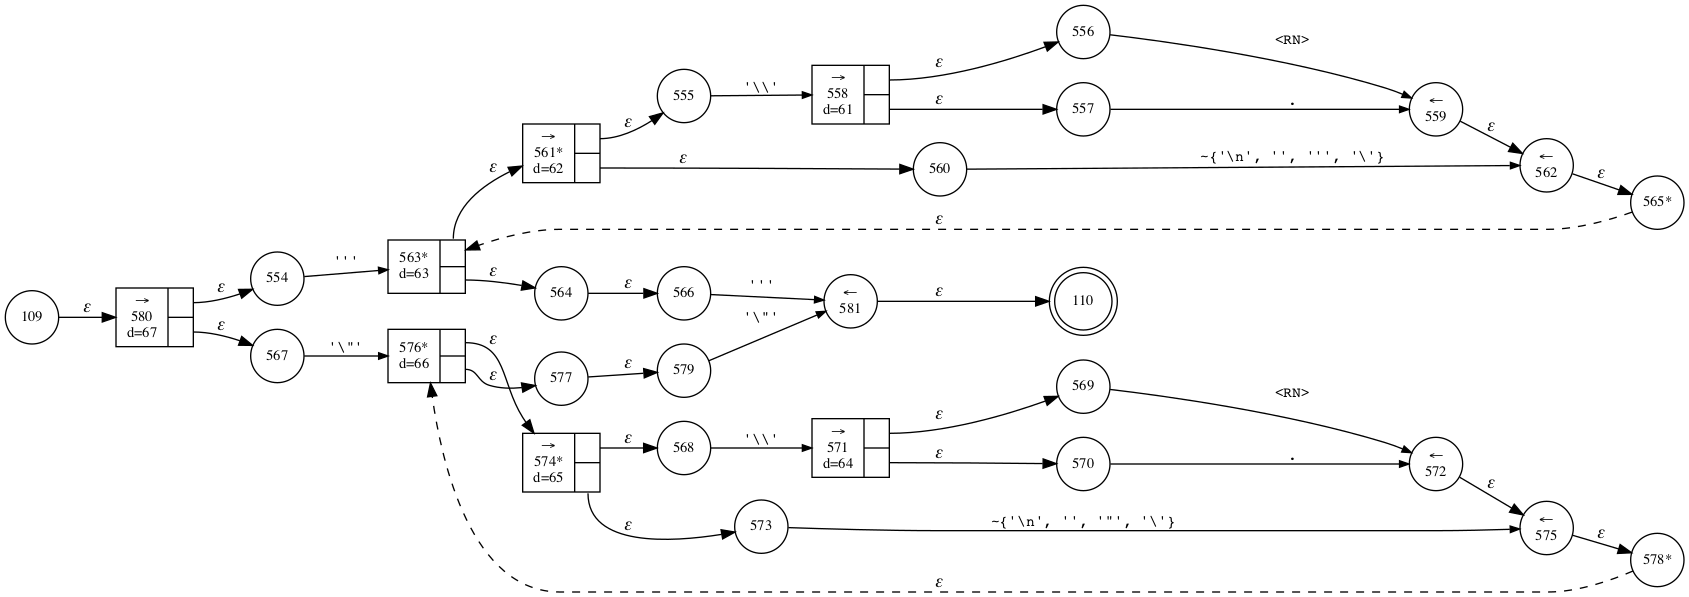 109
ε
→
580
d=67
ε
554
'''
563*
d=63
ε
→
561*
d=62
ε
555
'\\'
→
558
d=61
ε
556
<RN>
←
559
ε
557
.
ε
560
~{'\n', '', ''', '\'}
ε
←
562
ε
565*
ε
ε
564
ε
566
'''
←
581
ε
110
ε
567
'\"'
576*
d=66
ε
577
ε
579
'\"'
ε
→
574*
d=65
ε
568
'\\'
→
571
d=64
ε
569
<RN>
←
572
ε
570
.
ε
573
~{'\n', '', '"', '\'}
ε
←
575
ε
578*
ε